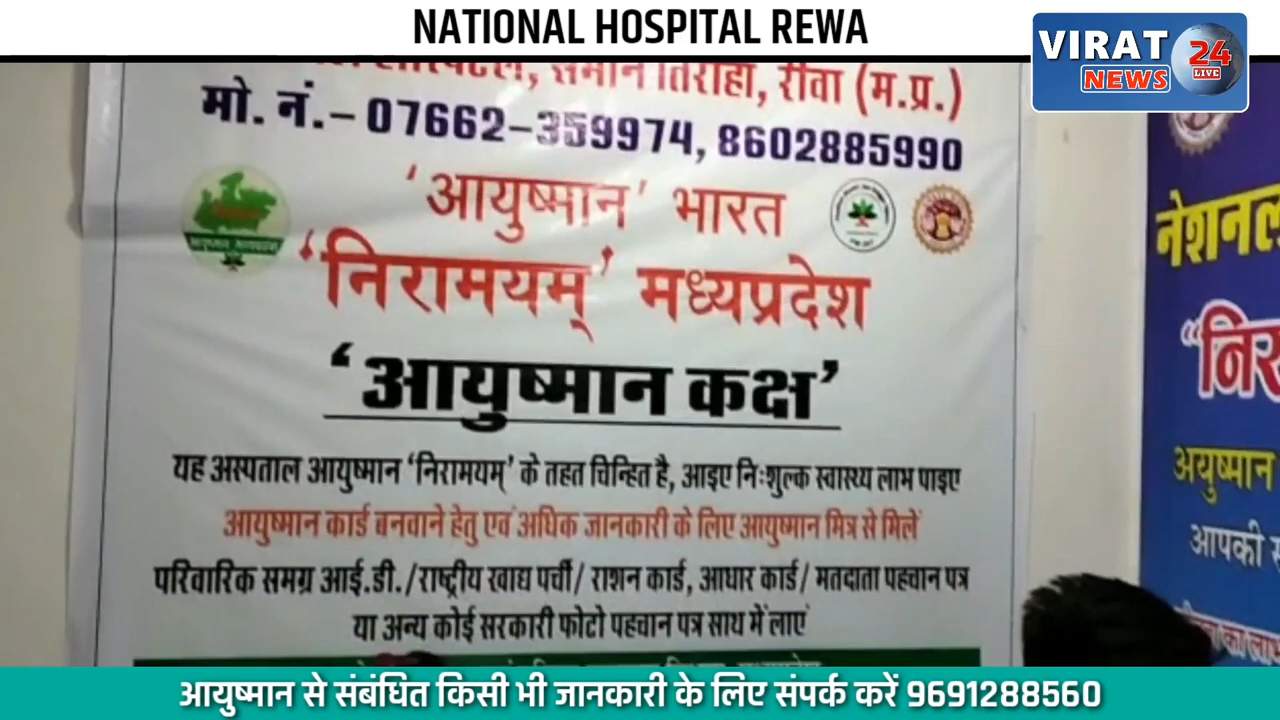 NATIONAL HOSPITAL REWA
VIRAT
24
NEWS
LIVE
समान तिराहा, रीवा (म.प्र.)
मो. नं.- 07662-359974, 8602885990
'आयुष्मान' भारत
'निरामयम्' मध्यप्रदेश
'आयुष्मान कक्ष'
यह अस्पताल आयुष्मान 'निरामयम्' के तहत चिन्हित है, आइए निःशुल्क स्वास्थ्य लाभ पाइए
आयुष्मान कार्ड बनवाने हेतु एवं अधिक जानकारी के लिए आयुष्मान मित्र से मिलें
परिवारिक समग्र आई.डी./राष्ट्रीय खाद्य पर्ची/ राशन कार्ड, आधार कार्ड/ मतदाता पहचान पत्र
या अन्य कोई सरकारी फोटो पहचान पत्र साथ में लाएं
नेशनल
"निर
अयुष्मान
आपकी
का लाभ
आयुष्मान से संबंधित किसी भी जानकारी के लिए संपर्क करें 9691288560